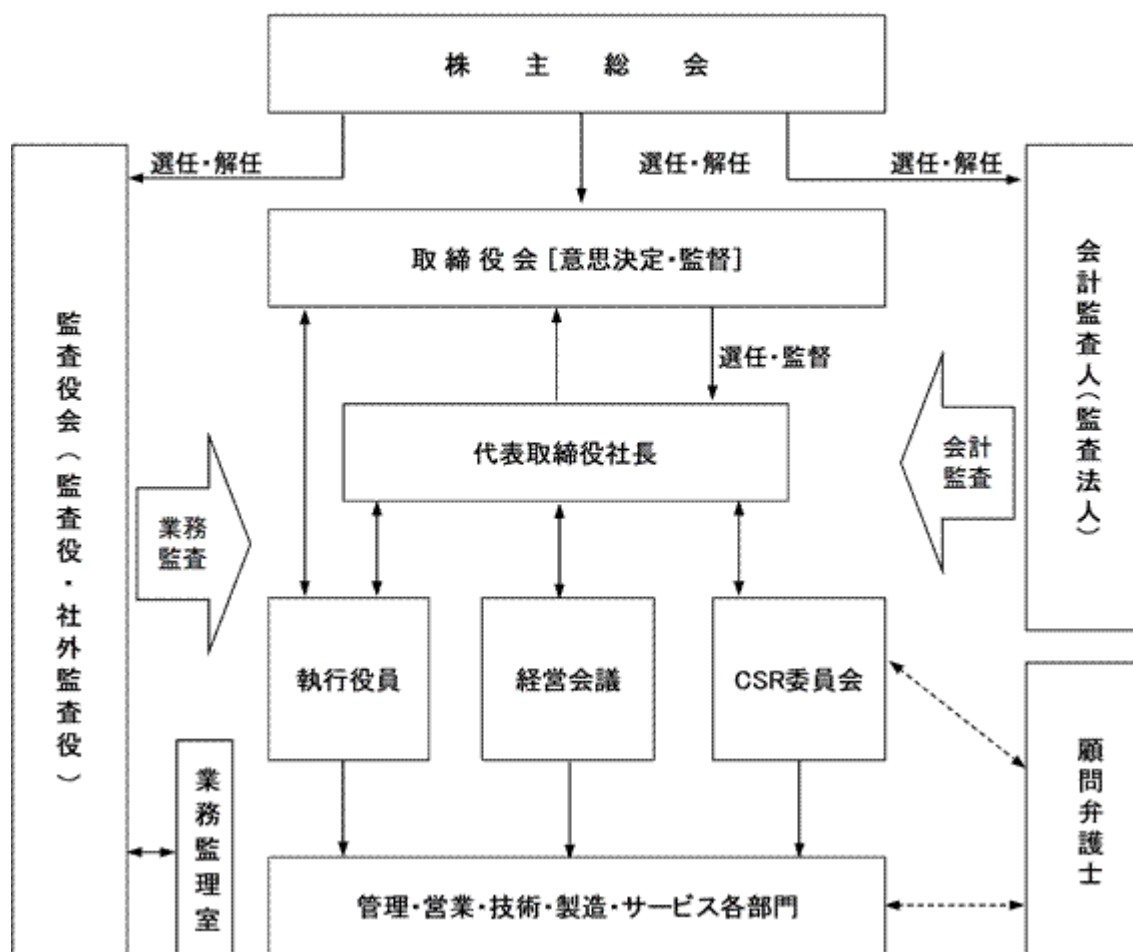 株主総会
選任・解任
選任・解任
選任・解任
取締役会［意思決定・監督］
選任・監督
代表取締役社長
監査役会（監査役・社外監査役）
会計監査人（監査法人）
業務
監査
会計
監査
執行役員
経営会議
CSR委員会
業務監理室
顧問弁護士
管理・営業・技術・製造・サービス各部門